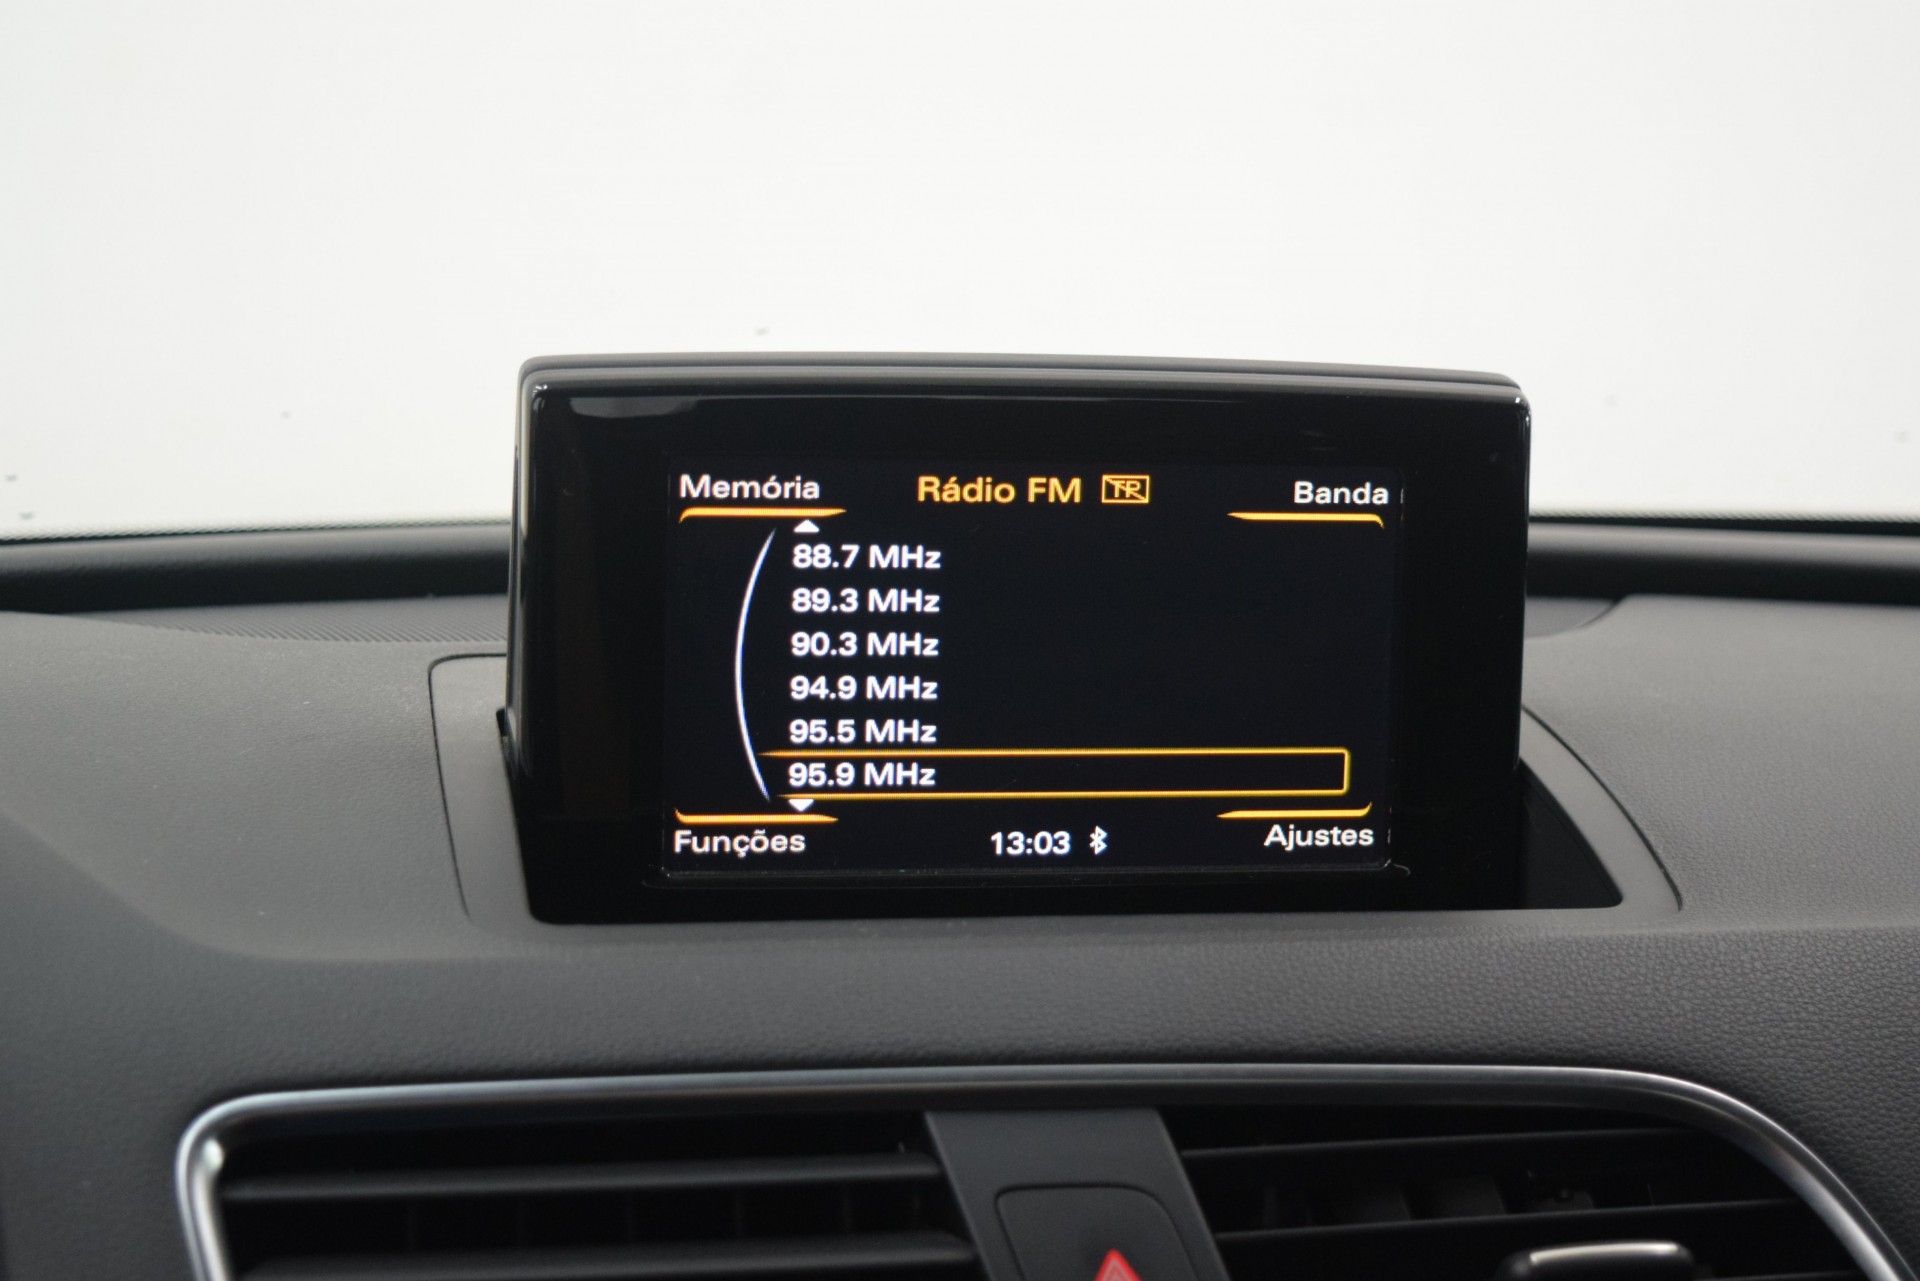 Memória Rádio FM TP Banda
88.7 MHz
89.3 MHz
90.3 MHz
94.9 MHz
95.5 MHz
95.9 MHz
Funções 13:03 Ajustes